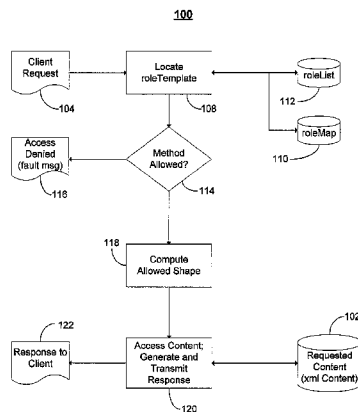 100
Client
Request
104
Locate
roleTemplate
108
roleList
112
roleMap
110
Access
Denied
(fault msg)
116
Method
Allowed?
114
118
Compute
Allowed Shape
122
Response to
Client
Access Content;
Generate and
Transmit
Response
120
102
Requested
Content
(xml Content)